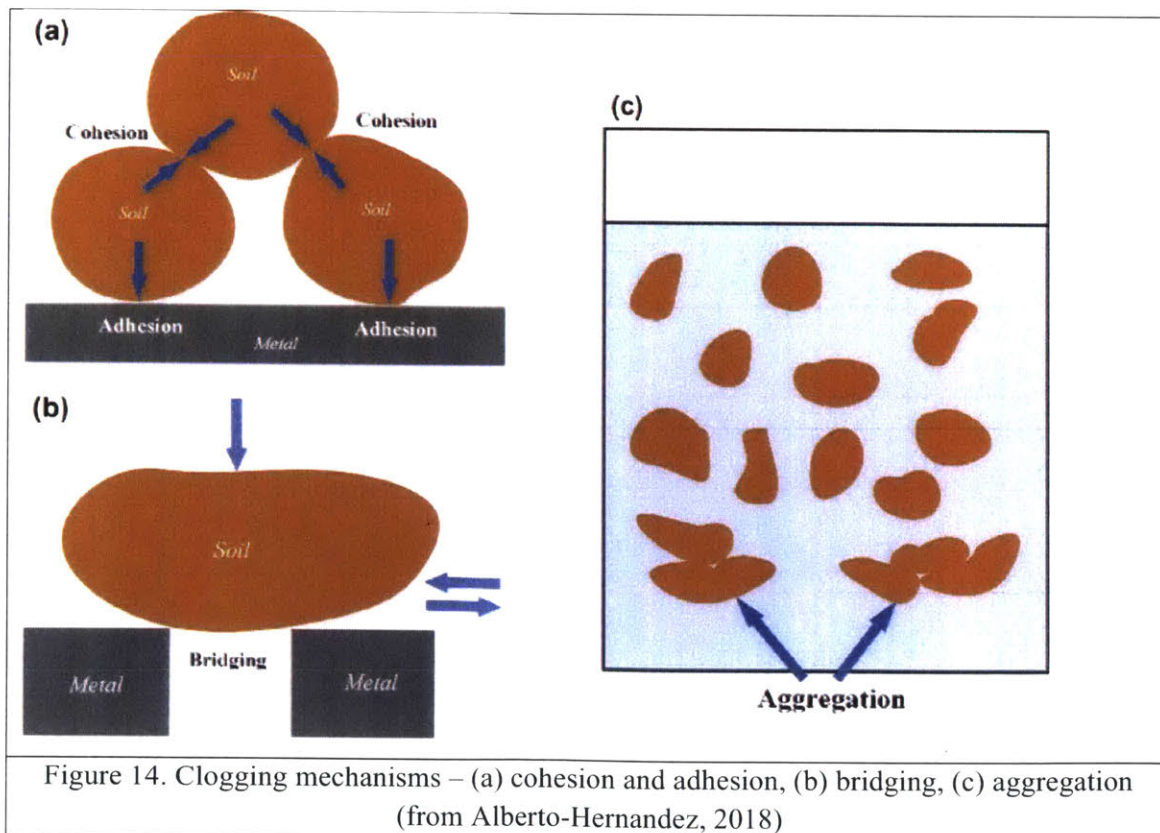 (a)
Soil
Cohesion
Cohesion
Soil
Soil
Adhesion
Adhesion
Metal
(b)
Soil
Bridging
Metal
Metal
(c)
Aggregation
Figure 14. Clogging mechanisms – (a) cohesion and adhesion, (b) bridging, (c) aggregation
(from Alberto-Hernandez, 2018)